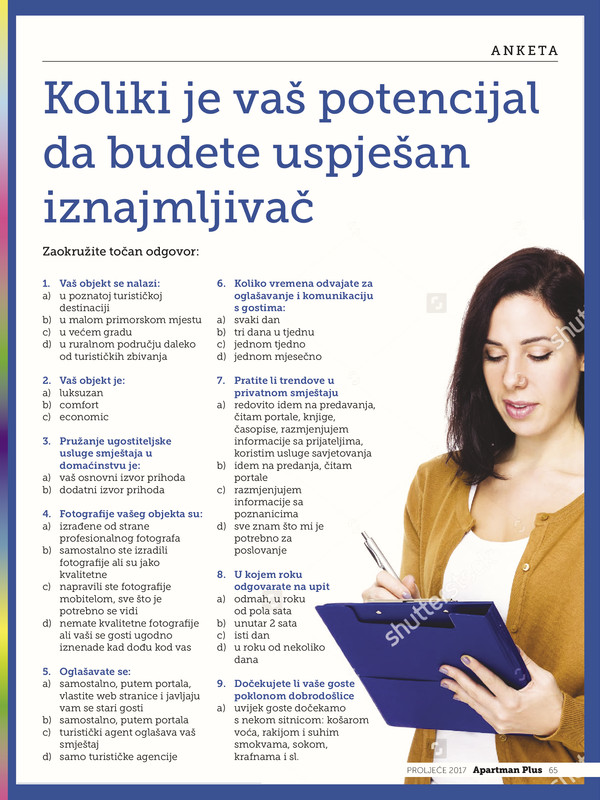 ANKETA
Koliki je vaš potencijal
da budete uspješan
iznajmljivač
Zaokružite točan odgovor:
1. Vaš objekt se nalazi:
a) u poznatoj turističkoj
destinaciji
b) u malom primorskom mjestu
c) u većem gradu
d) u ruralnom području daleko
od turističkih zbivanja
2. Vaš objekt je:
a) luksuzan
b) comfort
c) economic
3. Pružanje ugostiteljske
usluge smještaja u
domaćinstvu je:
a) vaš osnovni izvor prihoda
b) dodatni izvor prihoda
4. Fotografije vašeg objekta su:
a) izrađene od strane
profesionalnog fotografa
b) samostalno ste izradili
fotografije ali su jako
kvalitetne
c) napravili ste fotografije
mobitelom, sve što je
potrebno se vidi
d) nemate kvalitetne fotografije
ali vaši se gosti ugodno
iznenade kad dođu kod vas
5. Oglašavate se:
a) samostalno, putem portala,
vlastite web stranice i javljaju
vam se stari gosti
b) samostalno, putem portala
c) turistički agent oglašava vaš
smještaj
d) samo turističke agencije
6. Koliko vremena odvajate za
oglašavanje i komunikaciju
s gostima:
a) svaki dan
b) tri dana u tjednu
c) jednom tjedno
d) jednom mjesečno
7. Pratite li trendove u
privatnom smještaju
a) redovito idem na predavanja,
čitam portale, knjige,
časopise, razmjenjujem
informacije sa prijateljima,
koristim usluge savjetovanja
b) idem na predanja, čitam
portale
c) razmjenjujem
informacije sa
poznanicima
d) sve znam što mi je
potrebno za
poslovanje
8. U kojem roku
odgovarate na upit
a) odmah, u roku
od pola sata
b) unutar 2 sata
c) isti dan
d) u roku od nekoliko
dana
9. Dočekujete li vaše goste
poklonom dobrodošlice
a) uvijek goste dočekamo
s nekom sitnicom: košarom
voća, rakijom i suhim
smokvama, sokom,
krafnama i sl.
shutt
shutte
PROLJEĆE 2017 Apartman Plus 65